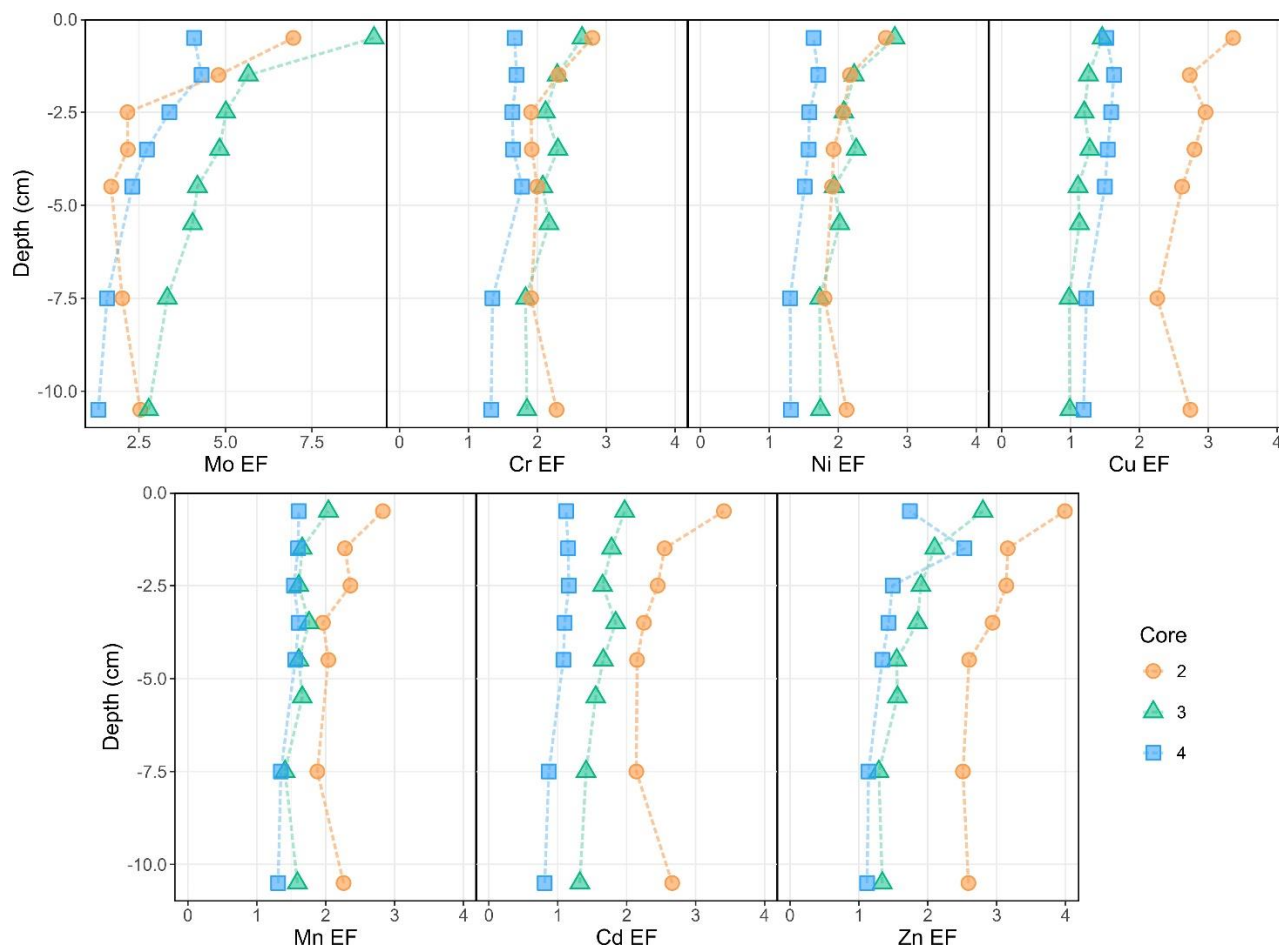 0.0
-2.5
-5.0
-7.5
-10.0
Depth (cm)
2.5 5.0 7.5 0 1 2 3 4 0 1 2 3 4 0 1 2 3 4
Mo EF Cr EF Ni EF Cu EF
0.0
-2.5
-5.0
-7.5
-10.0
Depth (cm)
0 1 2 3 4 0 1 2 3 4 0 1 2 3 4
Mn EF Cd EF Zn EF
Core
2
3
4